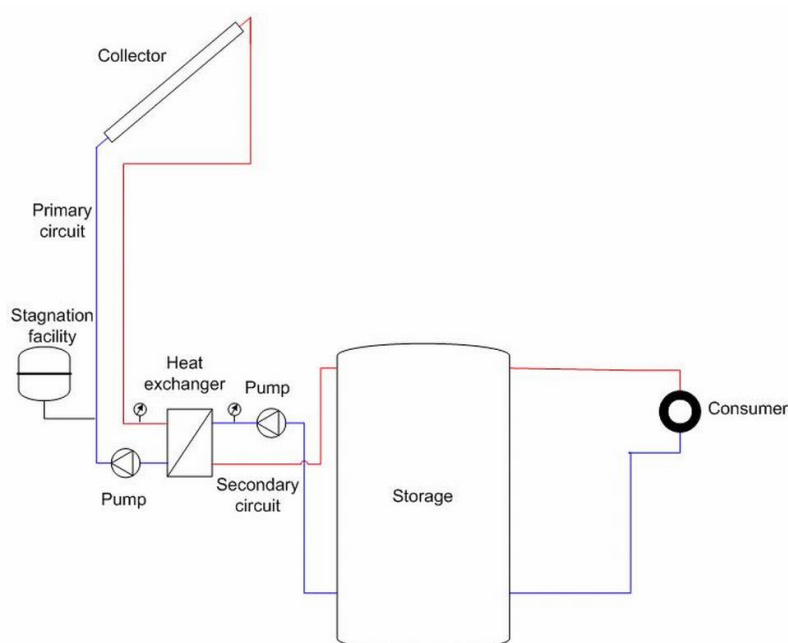 Collector
Primary
circuit
Stagnation
facility
Heat
exchanger
Pump
Consumer
Pump
Secondary
circuit
Storage